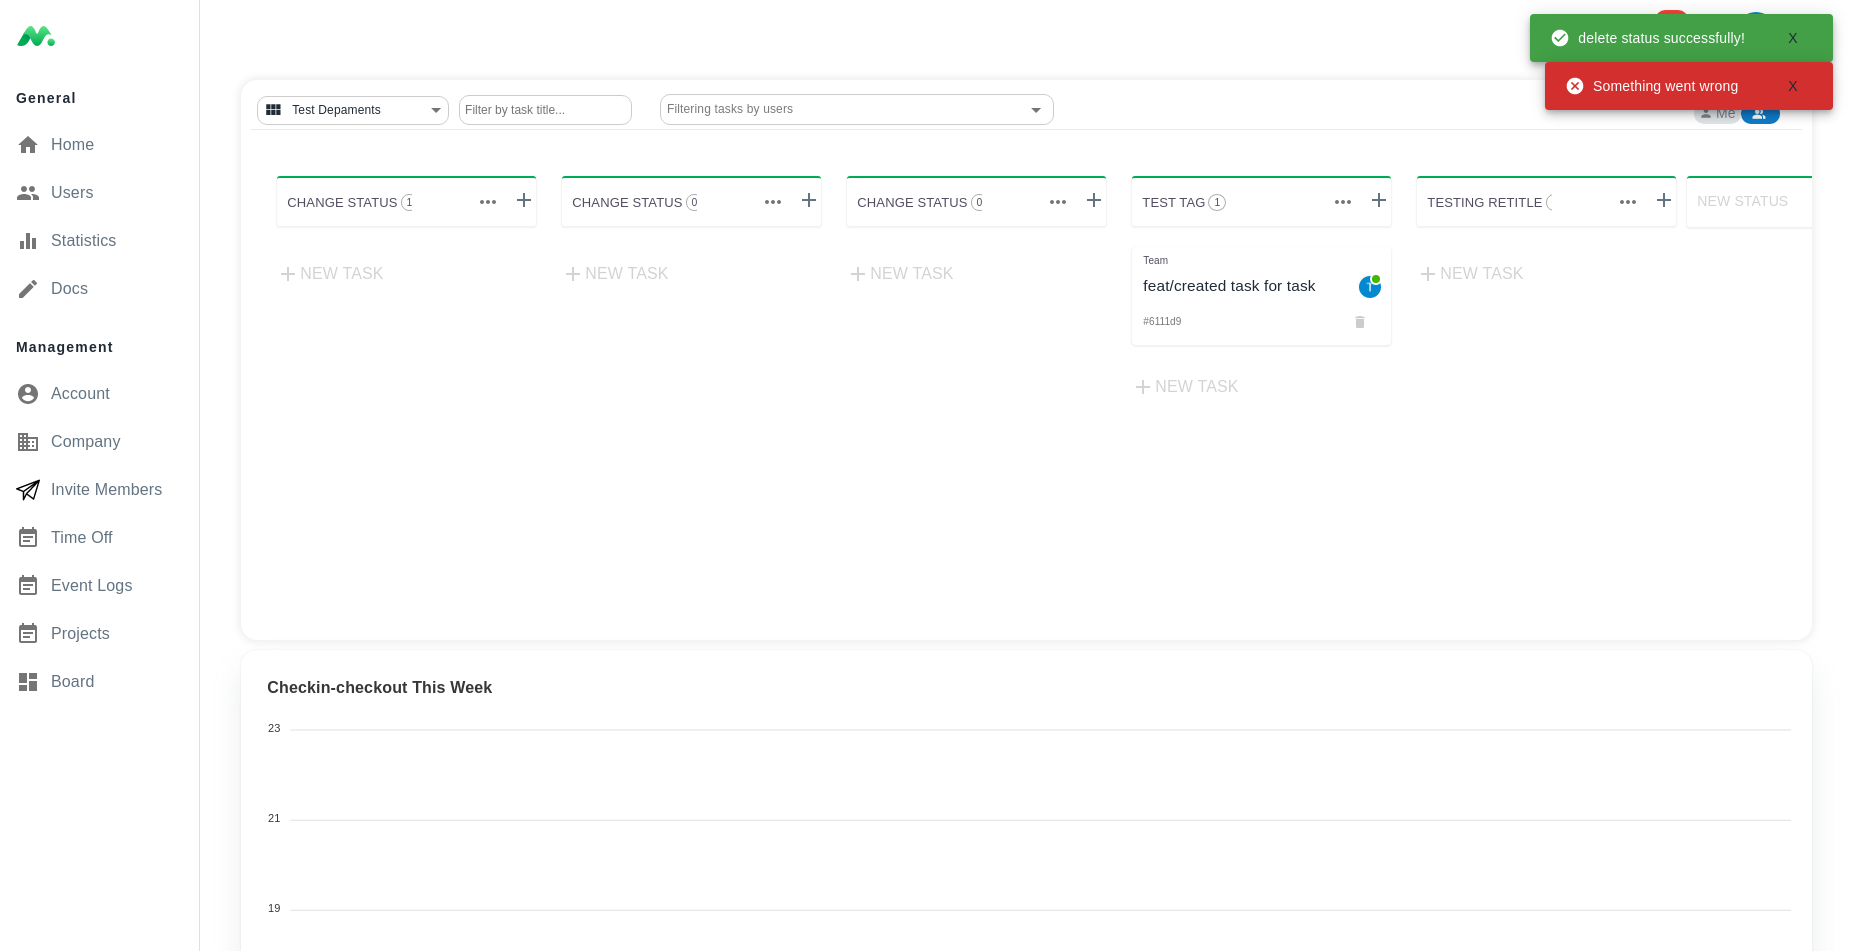 General
Home
Users
Statistics
Docs
Management
Account
Company
Invite Members
Time Off
Event Logs
Projects
Board
delete status successfully! X
Something went wrong X
Test Depaments
Filter by task title...
Filtering tasks by users
Me
CHANGE STATUS 1
CHANGE STATUS 0
CHANGE STATUS 0
TEST TAG 1
TESTING RETITLE
NEW STATUS
NEW TASK
NEW TASK
NEW TASK
Team
feat/created task for task
T
#6111d9
NEW TASK
NEW TASK
Checkin-checkout This Week
23
21
19